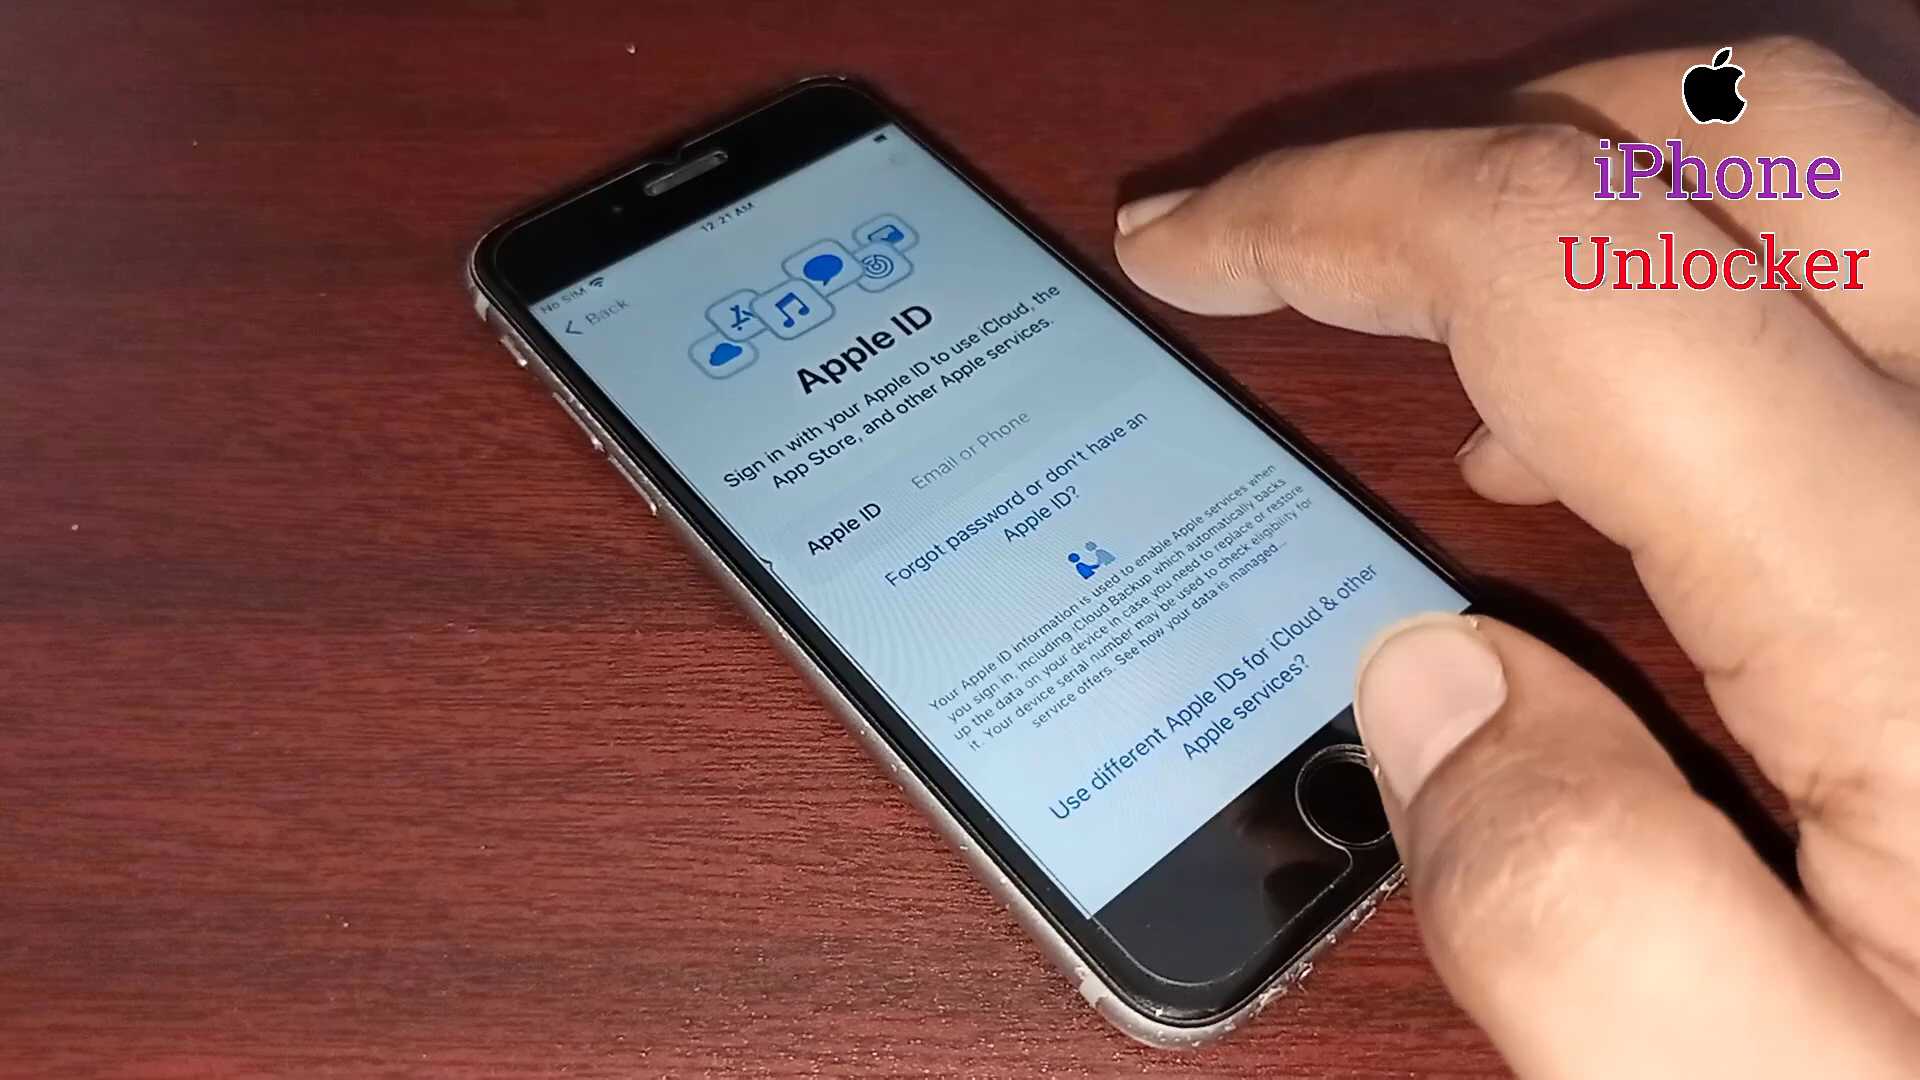 iPhone
Unlocker
No SIM
12:21 AM
Back
Apple ID
Sign in with your Apple ID to use iCloud, the
App Store, and other Apple services.
Apple ID
Email or Phone
Forgot password or don't have an
Apple ID?
Your Apple ID information is used to enable Apple services when
you sign in, including iCloud Backup which automatically backs
up the data on your device in case you need to replace or restore
it. Your device serial number may be used to check eligibility for
service offers. See how your data is managed...
Use different Apple IDs for iCloud & other
Apple services?